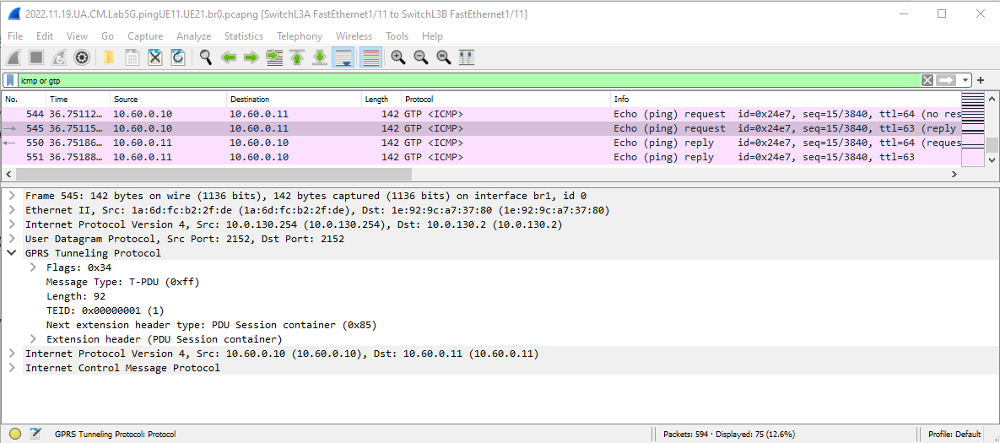 2022.11.19.UA.CM.Lab5G.pingUE11.UE21.br0.pcapng [SwitchL3A FastEthernet1/11 to SwitchL3B FastEthernet1/11]
File Edit View Go Capture Analyze Statistics Telephony Wireless Tools Help
icmp or gtp
No. Time Source Destination Length Protocol Info
544 36.75112… 10.60.0.10 10.60.0.11 142 GTP <ICMP> Echo (ping) request id=0x24e7, seq=15/3840, ttl=64 (no res
545 36.75115… 10.60.0.10 10.60.0.11 142 GTP <ICMP> Echo (ping) request id=0x24e7, seq=15/3840, ttl=63 (reply
550 36.75186… 10.60.0.11 10.60.0.10 142 GTP <ICMP> Echo (ping) reply id=0x24e7, seq=15/3840, ttl=64 (reques
551 36.75188… 10.60.0.11 10.60.0.10 142 GTP <ICMP> Echo (ping) reply id=0x24e7, seq=15/3840, ttl=63
Frame 545: 142 bytes on wire (1136 bits), 142 bytes captured (1136 bits) on interface br1, id 0
Ethernet II, Src: 1a:6d:fc:b2:2f:de (1a:6d:fc:b2:2f:de), Dst: 1e:92:9c:a7:37:80 (1e:92:9c:a7:37:80)
Internet Protocol Version 4, Src: 10.0.130.254 (10.0.130.254), Dst: 10.0.130.2 (10.0.130.2)
User Datagram Protocol, Src Port: 2152, Dst Port: 2152
GPRS Tunneling Protocol
Flags: 0x34
Message Type: T-PDU (0xff)
Length: 92
TEID: 0x00000001 (1)
Next extension header type: PDU Session container (0x85)
Extension header (PDU Session container)
Internet Protocol Version 4, Src: 10.60.0.10 (10.60.0.10), Dst: 10.60.0.11 (10.60.0.11)
Internet Control Message Protocol
GPRS Tunneling Protocol: Protocol Packets: 594 · Displayed: 75 (12.6%) Profile: Default